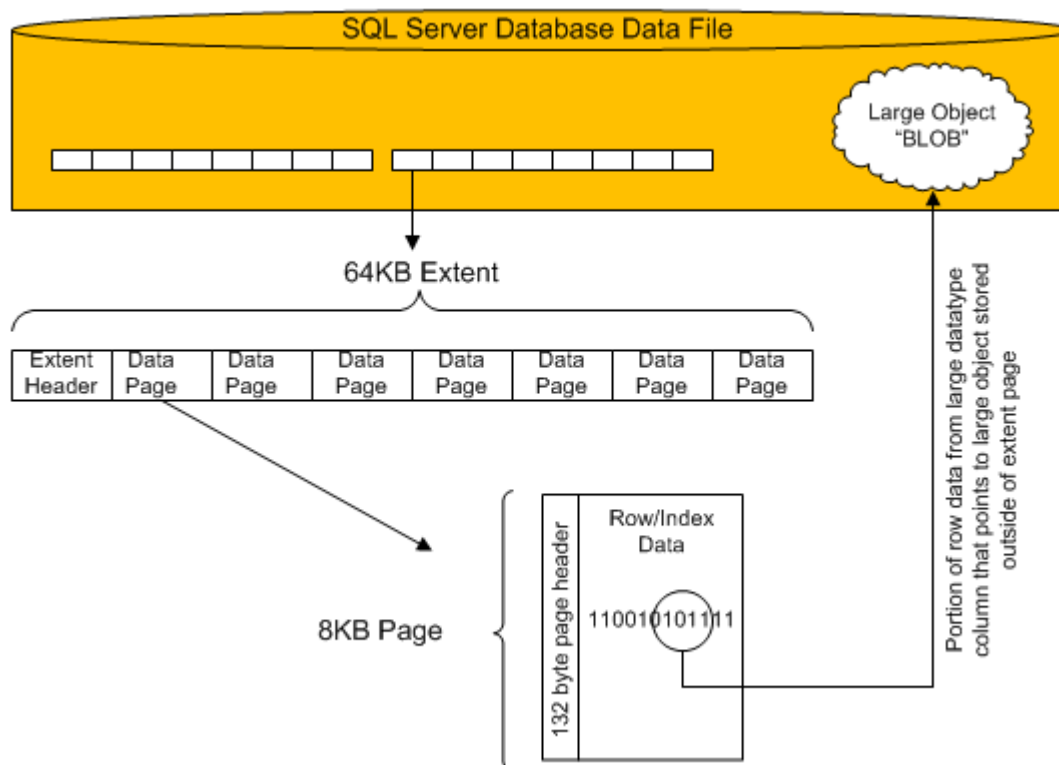 SQL Server Database Data File
Large Object
“BLOB”
64KB Extent
Extent
Header
Data
Page
Data
Page
Data
Page
Data
Page
Data
Page
Data
Page
Data
Page
8KB Page
132 byte page header
Row/Index
Data
110010101111
Portion of row data from large datatype
column that points to large object stored
outside of extent page